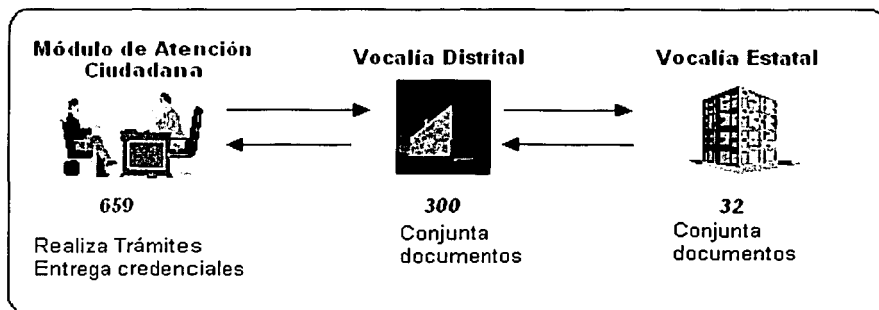 Módulo de Atención
Ciudadana
Vocalía Distrital
Vocalía Estatal
659
300
32
Realiza Trámites
Entrega credenciales
Conjunta
documentos
Conjunta
documentos